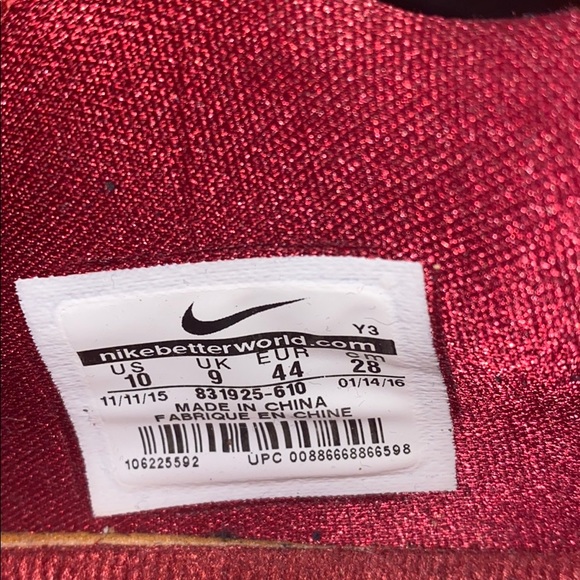 Y3
nikebetterworld.com
US UK EUR cm
10 9 44 28
11/11/15 831925-610 01/14/16
MADE IN CHINA
FABRIQUE EN CHINE
106225592 UPC 00886668866598